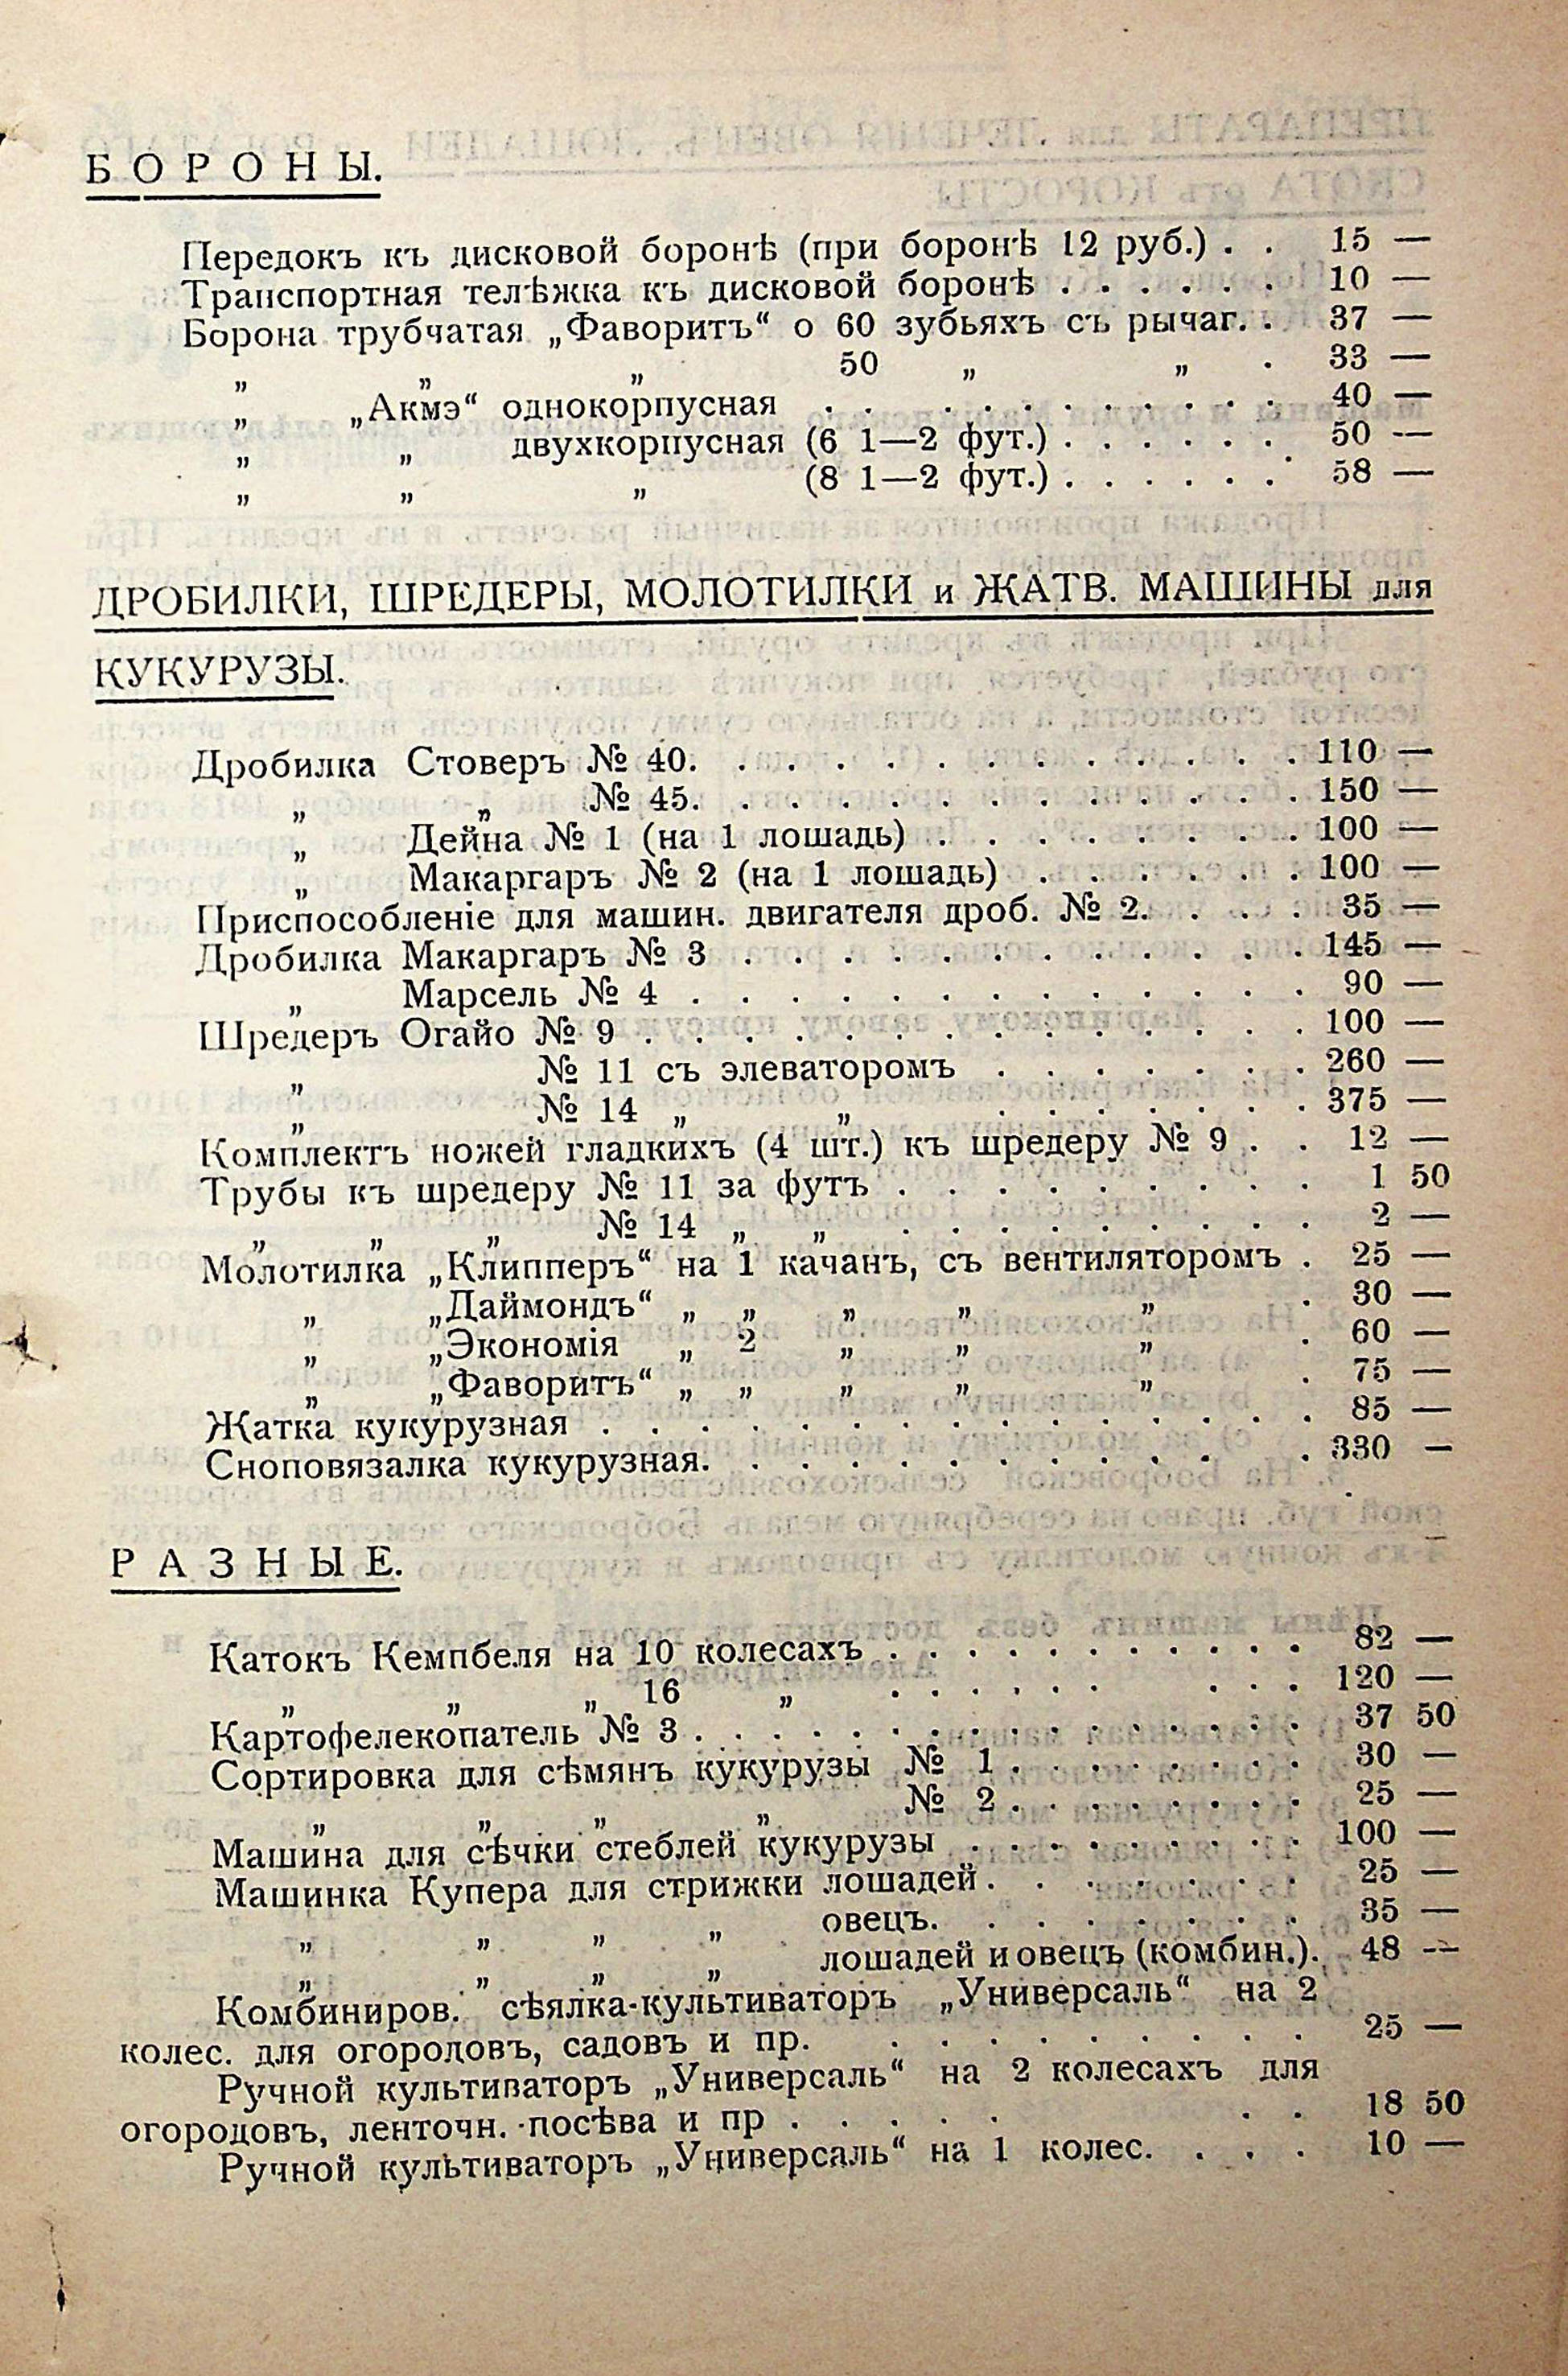 БОРОНЫ.
Передокъ къ дисковой боронѣ (при боронѣ 12 руб.) . . 15 —
Транспортная телѣжка къ дисковой боронѣ . . . . . . 10 —
Борона трубчатая „Фаворитъ“ о 60 зубьяхъ съ рычаг. . 37 —
„ „ „ 50 „ „ . 33 —
„ „Акмэ“ однокорпусная . . . . . . . . . 40 —
„ „ двухкорпусная (6 1—2 фут.) . . . . . . 50 —
„ „ „ (8 1—2 фут.) . . . . . . 58 —
ДРОБИЛКИ, ШРЕДЕРЫ, МОЛОТИЛКИ и ЖАТВ. МАШИНЫ для
КУКУРУЗЫ.
Дробилка Стоверъ № 40. . . . . . . . . . . . . 110 —
„ „ № 45. . . . . . . . . . . . . 150 —
„ Дейна № 1 (на 1 лошадь) . . . . . . . . 100 —
„ Макаргаръ № 2 (на 1 лошадь) . . . . . . 100 —
Приспособленіе для машин. двигателя дроб. № 2. . . . 35 —
Дробилка Макаргаръ № 3 . . . . . . . . . . . . 145 —
„ Марсель № 4 . . . . . . . . . . . . . 90 —
Шредеръ Огайо № 9 . . . . . . . . . . . . . . 100 —
„ № 11 съ элеваторомъ . . . . . . . 260 —
„ № 14 „ „ . . . . . . . 375 —
Комплектъ ножей гладкихъ (4 шт.) къ шредеру № 9 . . 12 —
Трубы къ шредеру № 11 за футъ . . . . . . . . . 1 50
„ „ „ № 14 „ „ . . . . . . . . . 2 —
Молотилка „Клипперъ“ на 1 качанъ, съ вентиляторомъ . 25 —
„ „Даймондъ“ „ „ „ „ „ . 30 —
„ „Экономія „ 2 „ „ „ . 60 —
„ „Фаворитъ“ „ „ „ „ „ . 75 —
Жатка кукурузная . . . . . . . . . . . . . . . 85 —
Сноповязалка кукурузная. . . . . . . . . . . . 330 —
РАЗНЫЕ.
Катокъ Кемпбеля на 10 колесахъ . . . . . . . . . 82 —
„ „ „ 16 „ . . . . . . . . 120 —
Картофелекопатель № 3 . . . . . . . . . . . . . 37 50
Сортировка для сѣмянъ кукурузы № 1 . . . . . . . 30 —
„ „ „ „ № 2 . . . . . . . 25 —
Машина для сѣчки стеблей кукурузы . . . . . . . . 100 —
Машинка Купера для стрижки лошадей . . . . . . . 25 —
„ „ „ „ овецъ. . . . . . . . 35 —
„ „ „ „ лошадей и овецъ (комбин.). 48 —
Комбиниров. сѣялка-культиваторъ „Универсаль“ на 2
колес. для огородовъ, садовъ и пр. . . . . . . . . . 25 —
Ручной культиваторъ „Универсаль“ на 2 колесахъ для
огородовъ, ленточн. посѣва и пр . . . . . . . 18 50
Ручной культиваторъ „Универсаль“ на 1 колес. . . . 10 —